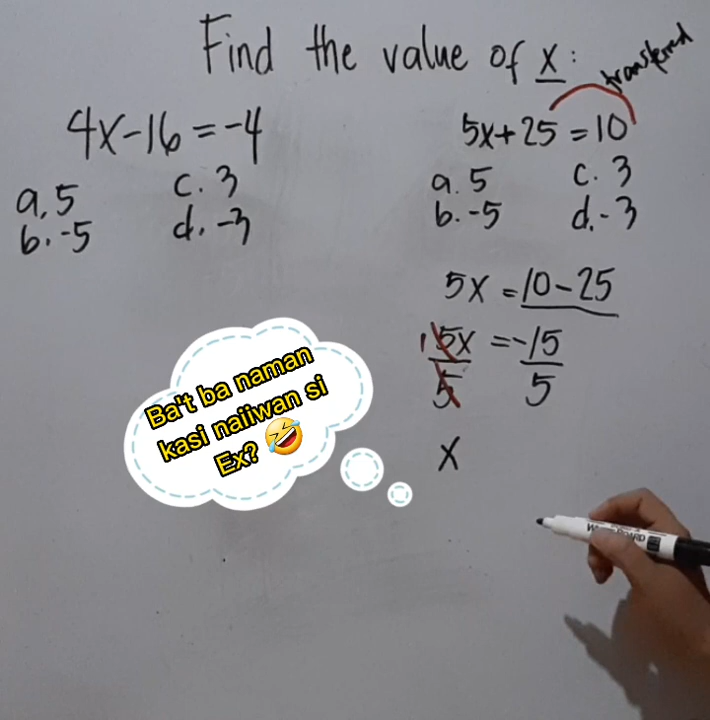 Find the value of x:
transferred
4x-16=-4
a. 5
c. 3
b. -5
d. -3
5x+25=10
a. 5
c. 3
b. -5
d. -3
5x = 10-25
1 5x = -15
5 5
x
Ba't ba naman
kasi naiiwan si
Ex? 🤣